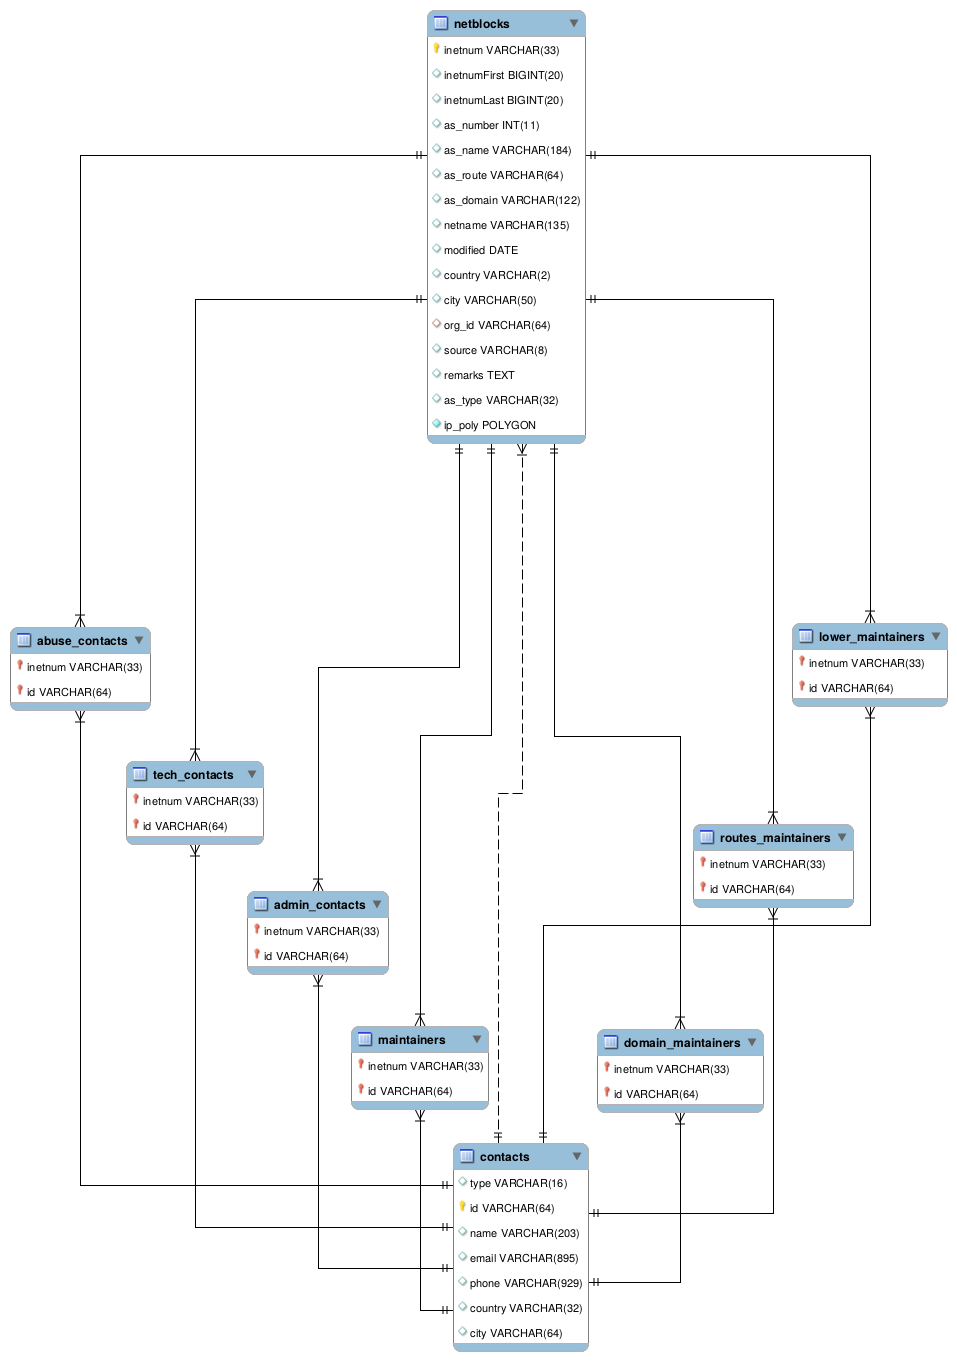 netblocks
inetnum VARCHAR(33)
inetnumFirst BIGINT(20)
inetnumLast BIGINT(20)
as_number INT(11)
as_name VARCHAR(184)
as_route VARCHAR(64)
as_domain VARCHAR(122)
netname VARCHAR(135)
modified DATE
country VARCHAR(2)
city VARCHAR(50)
org_id VARCHAR(64)
source VARCHAR(8)
remarks TEXT
as_type VARCHAR(32)
ip_poly POLYGON
abuse_contacts
inetnum VARCHAR(33)
id VARCHAR(64)
lower_maintainers
inetnum VARCHAR(33)
id VARCHAR(64)
tech_contacts
inetnum VARCHAR(33)
id VARCHAR(64)
routes_maintainers
inetnum VARCHAR(33)
id VARCHAR(64)
admin_contacts
inetnum VARCHAR(33)
id VARCHAR(64)
maintainers
inetnum VARCHAR(33)
id VARCHAR(64)
domain_maintainers
inetnum VARCHAR(33)
id VARCHAR(64)
contacts
type VARCHAR(16)
id VARCHAR(64)
name VARCHAR(203)
email VARCHAR(895)
phone VARCHAR(929)
country VARCHAR(32)
city VARCHAR(64)